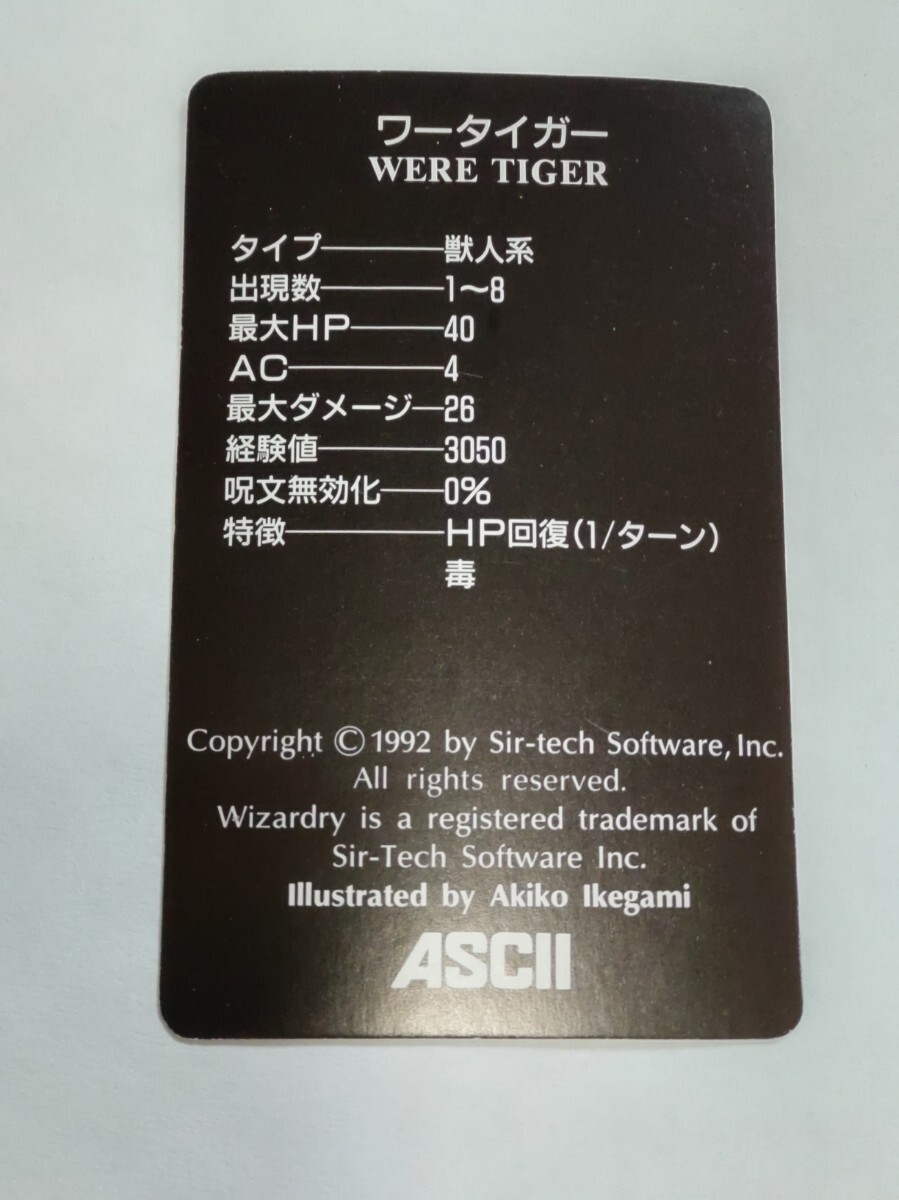 ワータイガー
WERE TIGER
タイプ――――獣人系
出現数――――1〜8
最大HP―――40
AC―――――4
最大ダメージ―26
経験値――――3050
呪文無効化――0%
特徴―――――HP回復(1/ターン)
毒
Copyright © 1992 by Sir-tech Software, Inc.
All rights reserved.
Wizardry is a registered trademark of
Sir-Tech Software Inc.
Illustrated by Akiko Ikegami
ASCII